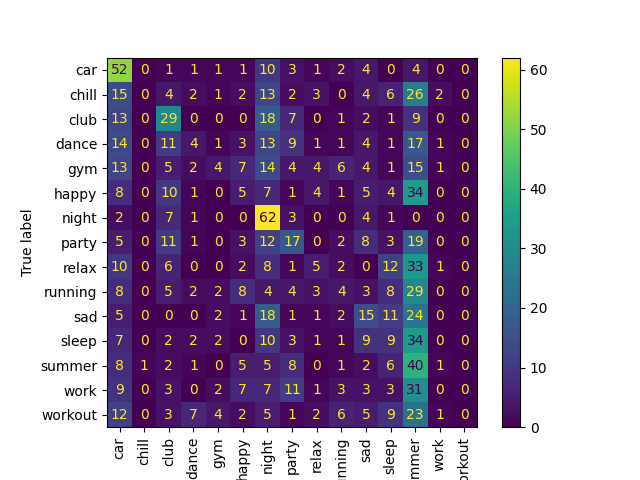 car 52 0 1 1 1 1 10 3 1 2 4 0 4 0 0
chill 15 0 4 2 1 2 13 2 3 0 4 6 26 2 0
club 13 0 29 0 0 0 18 7 0 1 2 1 9 0 0
dance 14 0 11 4 1 3 13 9 1 1 4 1 17 1 0
gym 13 0 5 2 4 7 14 4 4 6 4 1 15 1 0
happy 8 0 10 1 0 5 7 1 4 1 5 4 34 0 0
night 2 0 7 1 0 0 62 3 0 0 4 1 0 0 0
party 5 0 11 1 0 3 12 17 0 2 8 3 19 0 0
relax 10 0 6 0 0 2 8 1 5 2 0 12 33 1 0
running 8 0 5 2 2 8 4 4 3 4 3 8 29 0 0
sad 5 0 0 0 2 1 18 1 1 2 15 11 24 0 0
sleep 7 0 2 2 2 0 10 3 1 1 9 9 34 0 0
summer 8 1 2 1 0 5 5 8 0 1 2 6 40 1 0
work 9 0 3 0 2 7 7 11 1 3 3 3 31 0 0
workout 12 0 3 7 4 2 5 1 2 6 5 9 23 1 0
True label
car chill club dance gym happy night party relax nning sad sleep mmer work orkout
60
50
40
30
20
10
0